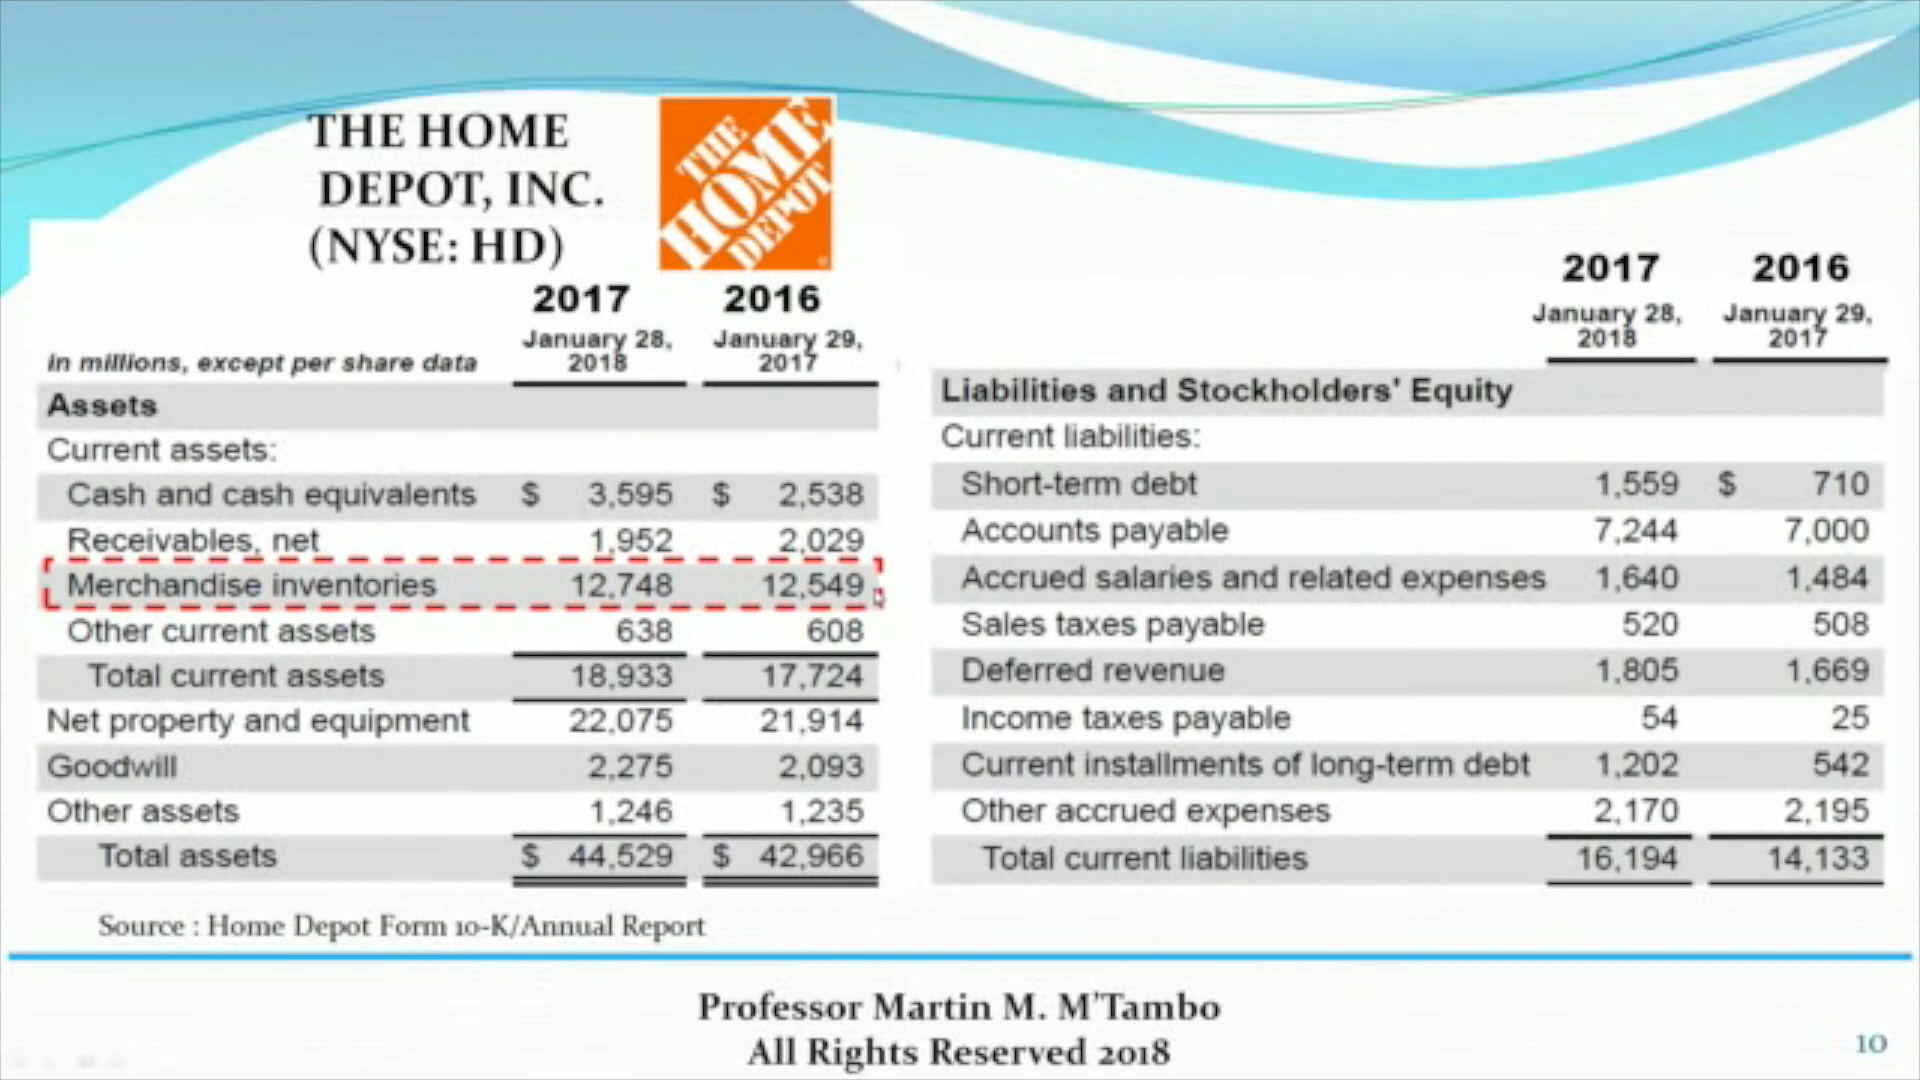 THE HOME
DEPOT, INC.
(NYSE: HD)
THE
HOME
DEPOT
2017 2016
In millions, except per share data January 28, 2018 January 29, 2017
Assets
Current assets:
Cash and cash equivalents $ 3,595 $ 2,538
Receivables, net 1,952 2,029
Merchandise inventories 12,748 12,549
Other current assets 638 608
Total current assets 18,933 17,724
Net property and equipment 22,075 21,914
Goodwill 2,275 2,093
Other assets 1,246 1,235
Total assets $ 44,529 $ 42,966
Source : Home Depot Form 10-K/Annual Report
2017 2016
January 28, 2018 January 29, 2017
Liabilities and Stockholders' Equity
Current liabilities:
Short-term debt 1,559 $ 710
Accounts payable 7,244 7,000
Accrued salaries and related expenses 1,640 1,484
Sales taxes payable 520 508
Deferred revenue 1,805 1,669
Income taxes payable 54 25
Current installments of long-term debt 1,202 542
Other accrued expenses 2,170 2,195
Total current liabilities 16,194 14,133
Professor Martin M. M'Tambo
All Rights Reserved 2018
10